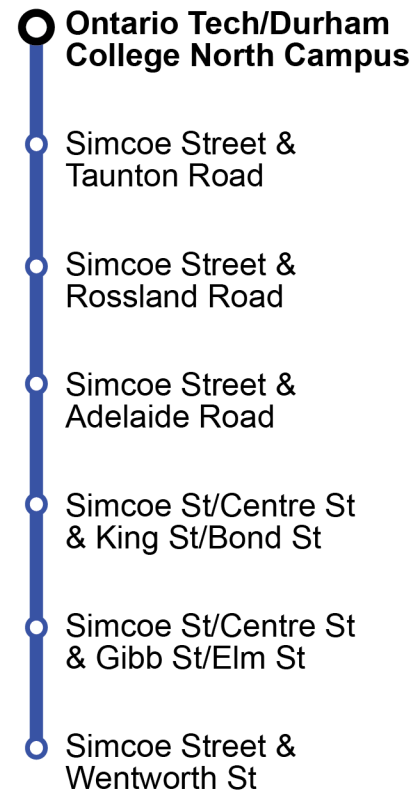 Ontario Tech/Durham
College North Campus
Simcoe Street &
Taunton Road
Simcoe Street &
Rossland Road
Simcoe Street &
Adelaide Road
Simcoe St/Centre St
& King St/Bond St
Simcoe St/Centre St
& Gibb St/Elm St
Simcoe Street &
Wentworth St